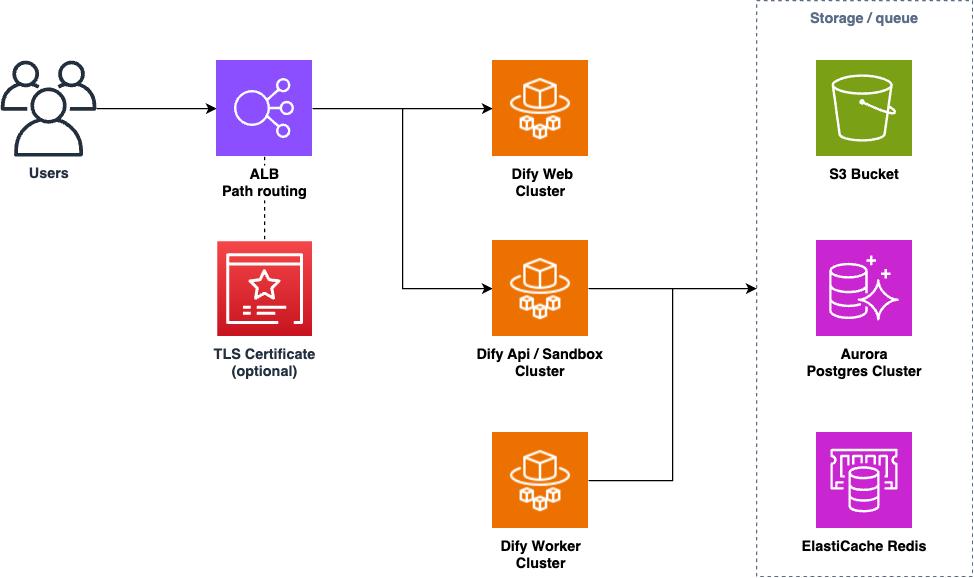 Storage / queue
Users
ALB
Path routing
Dify Web
Cluster
S3 Bucket
TLS Certificate
(optional)
Dify Api / Sandbox
Cluster
Aurora
Postgres Cluster
Dify Worker
Cluster
ElastiCache Redis